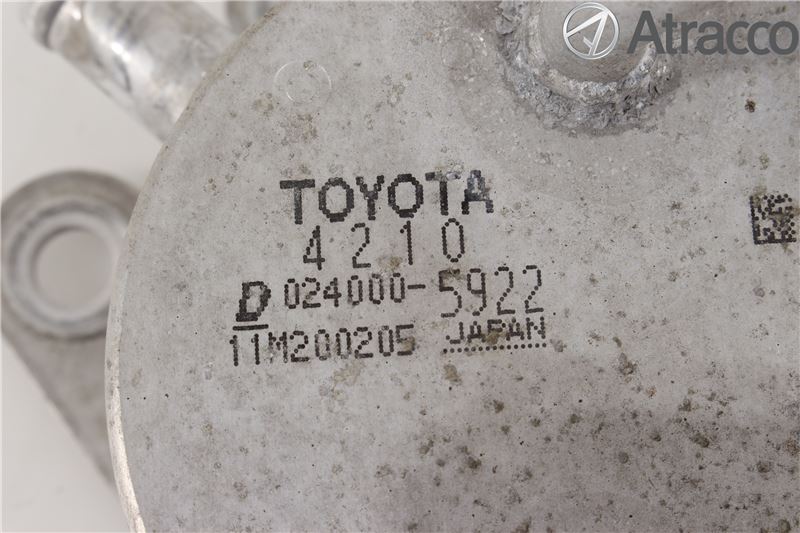 Atracco
TOYOTA
4210
D 024000-5922
11M200205 JAPAN